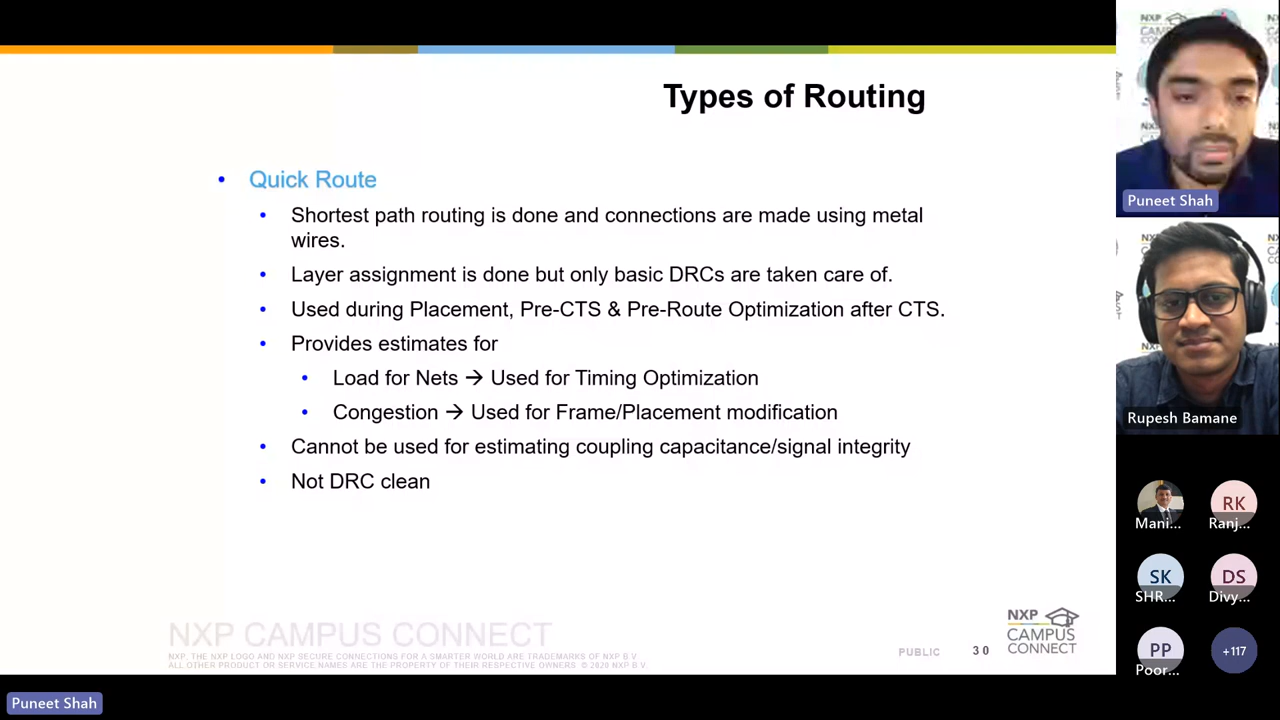 Types of Routing
• Quick Route
• Shortest path routing is done and connections are made using metal
wires.
• Layer assignment is done but only basic DRCs are taken care of.
• Used during Placement, Pre-CTS & Pre-Route Optimization after CTS.
• Provides estimates for
• Load for Nets → Used for Timing Optimization
• Congestion → Used for Frame/Placement modification
• Cannot be used for estimating coupling capacitance/signal integrity
• Not DRC clean
NXP CAMPUS CONNECT
NXP, THE NXP LOGO AND NXP SECURE CONNECTIONS FOR A SMARTER WORLD ARE TRADEMARKS OF NXP B.V.
ALL OTHER PRODUCT OR SERVICE NAMES ARE THE PROPERTY OF THEIR RESPECTIVE OWNERS. © 2020 NXP B.V.
PUBLIC
30
NXP
CAMPUS
CONNECT
Puneet Shah
NXP
CAMPUS
Puneet Shah
Rupesh Bamane
Mani...
RK
Ranj...
SK
SHR...
DS
Divy...
PP
Poor...
+117